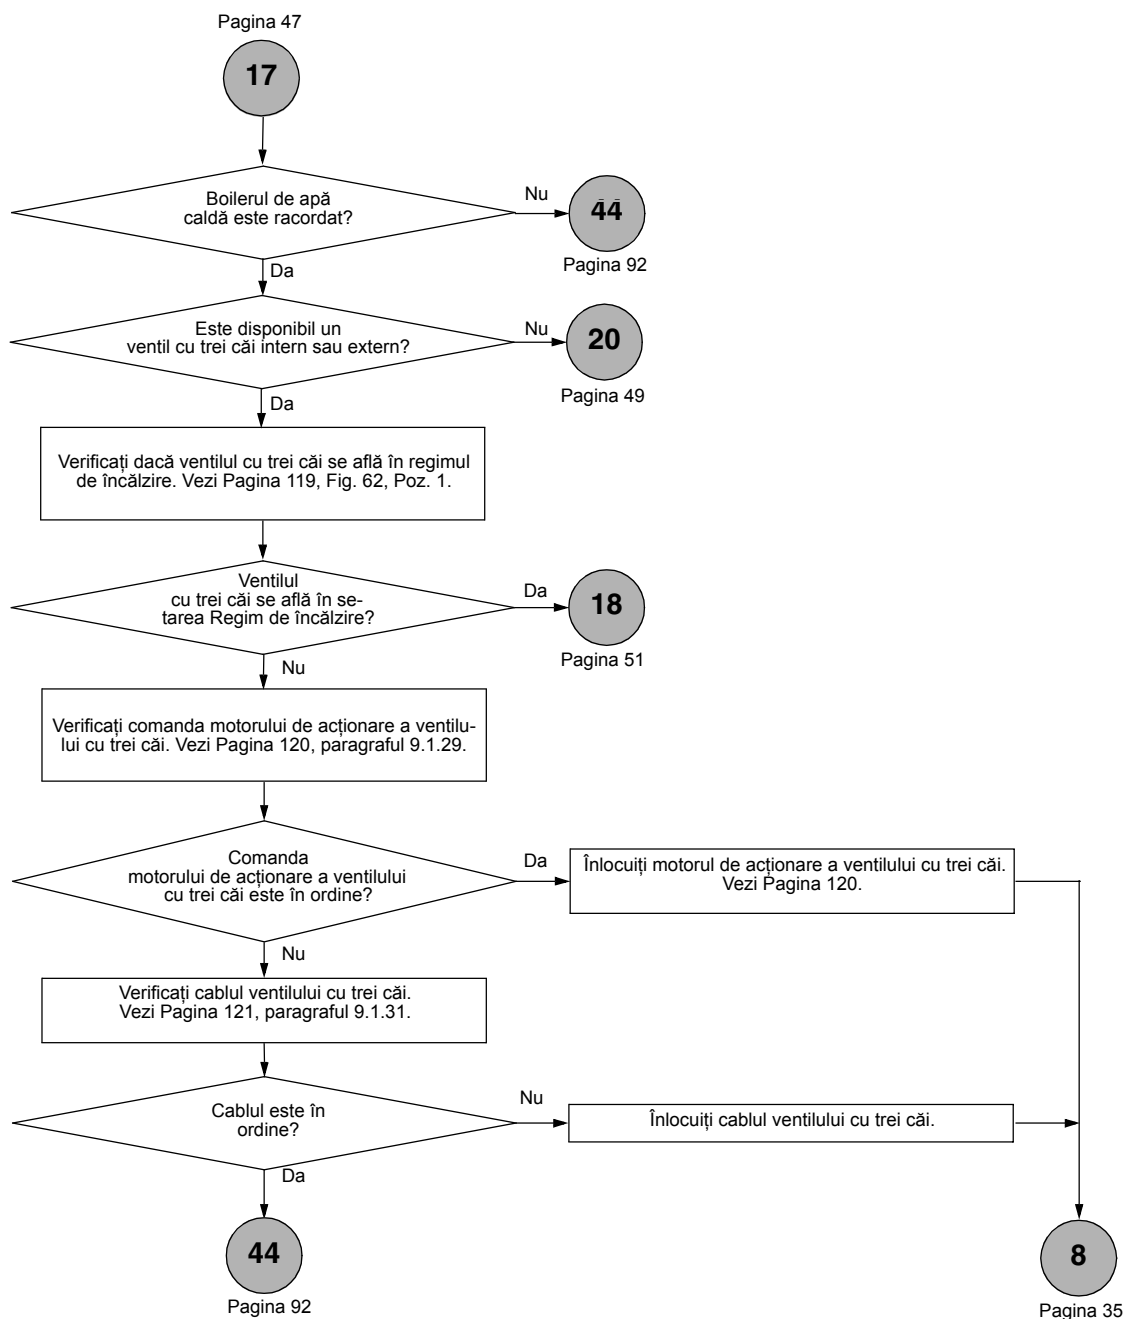 Pagina 47
17
Boilerul de apă
caldă este racordat?
Nu
44
Pagina 92
Da
Este disponibil un
ventil cu trei căi intern sau extern?
Nu
20
Pagina 49
Da
Verificați dacă ventilul cu trei căi se află în regimul
de încălzire. Vezi Pagina 119, Fig. 62, Poz. 1.
Ventilul
cu trei căi se află în se-
tarea Regim de încălzire?
Da
18
Pagina 51
Nu
Verificați comanda motorului de acționare a ventilu-
lui cu trei căi. Vezi Pagina 120, paragraful 9.1.29.
Comanda
motorului de acționare a ventilului
cu trei căi este în ordine?
Da
Înlocuiți motorul de acționare a ventilului cu trei căi.
Vezi Pagina 120.
Nu
Verificați cablul ventilului cu trei căi.
Vezi Pagina 121, paragraful 9.1.31.
Cablul este în
ordine?
Nu
Înlocuiți cablul ventilului cu trei căi.
Da
44
Pagina 92
8
Pagina 35